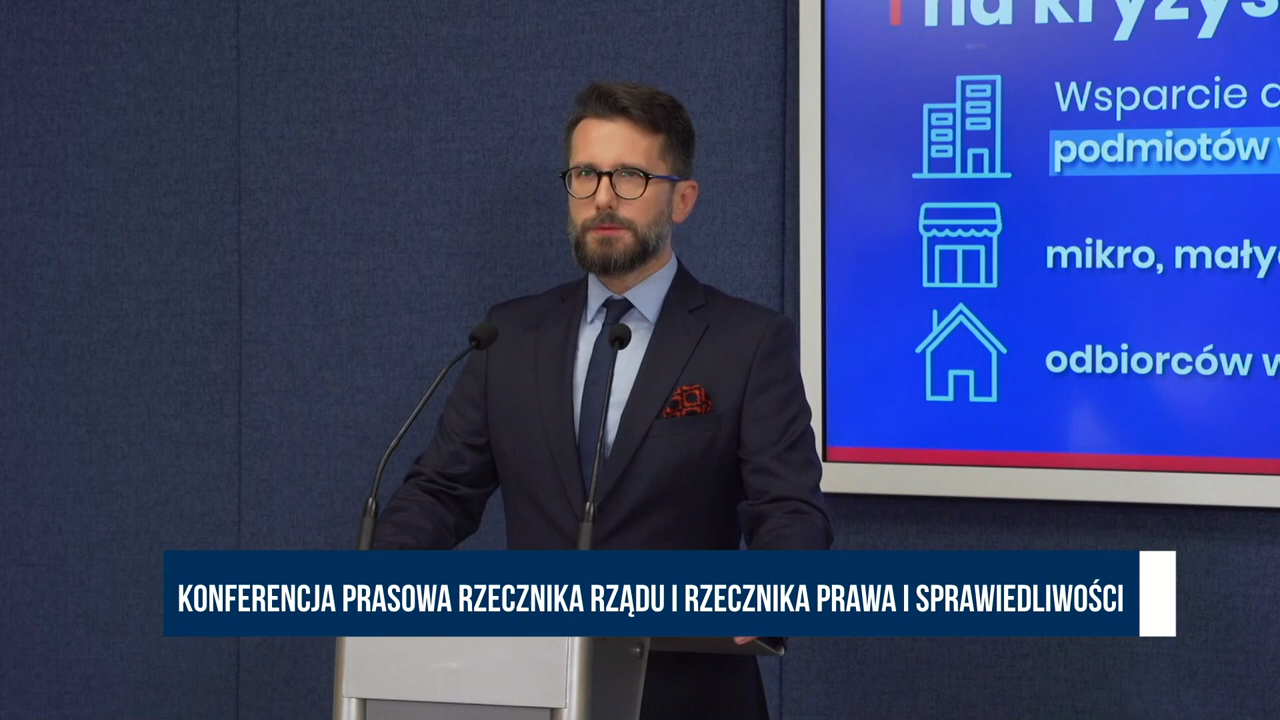 na kryzys
Wsparcie
podmiotów
mikro, mały
odbiorców w
KONFERENCJA PRASOWA RZECZNIKA RZĄDU I RZECZNIKA PRAWA I SPRAWIEDLIWOŚCI